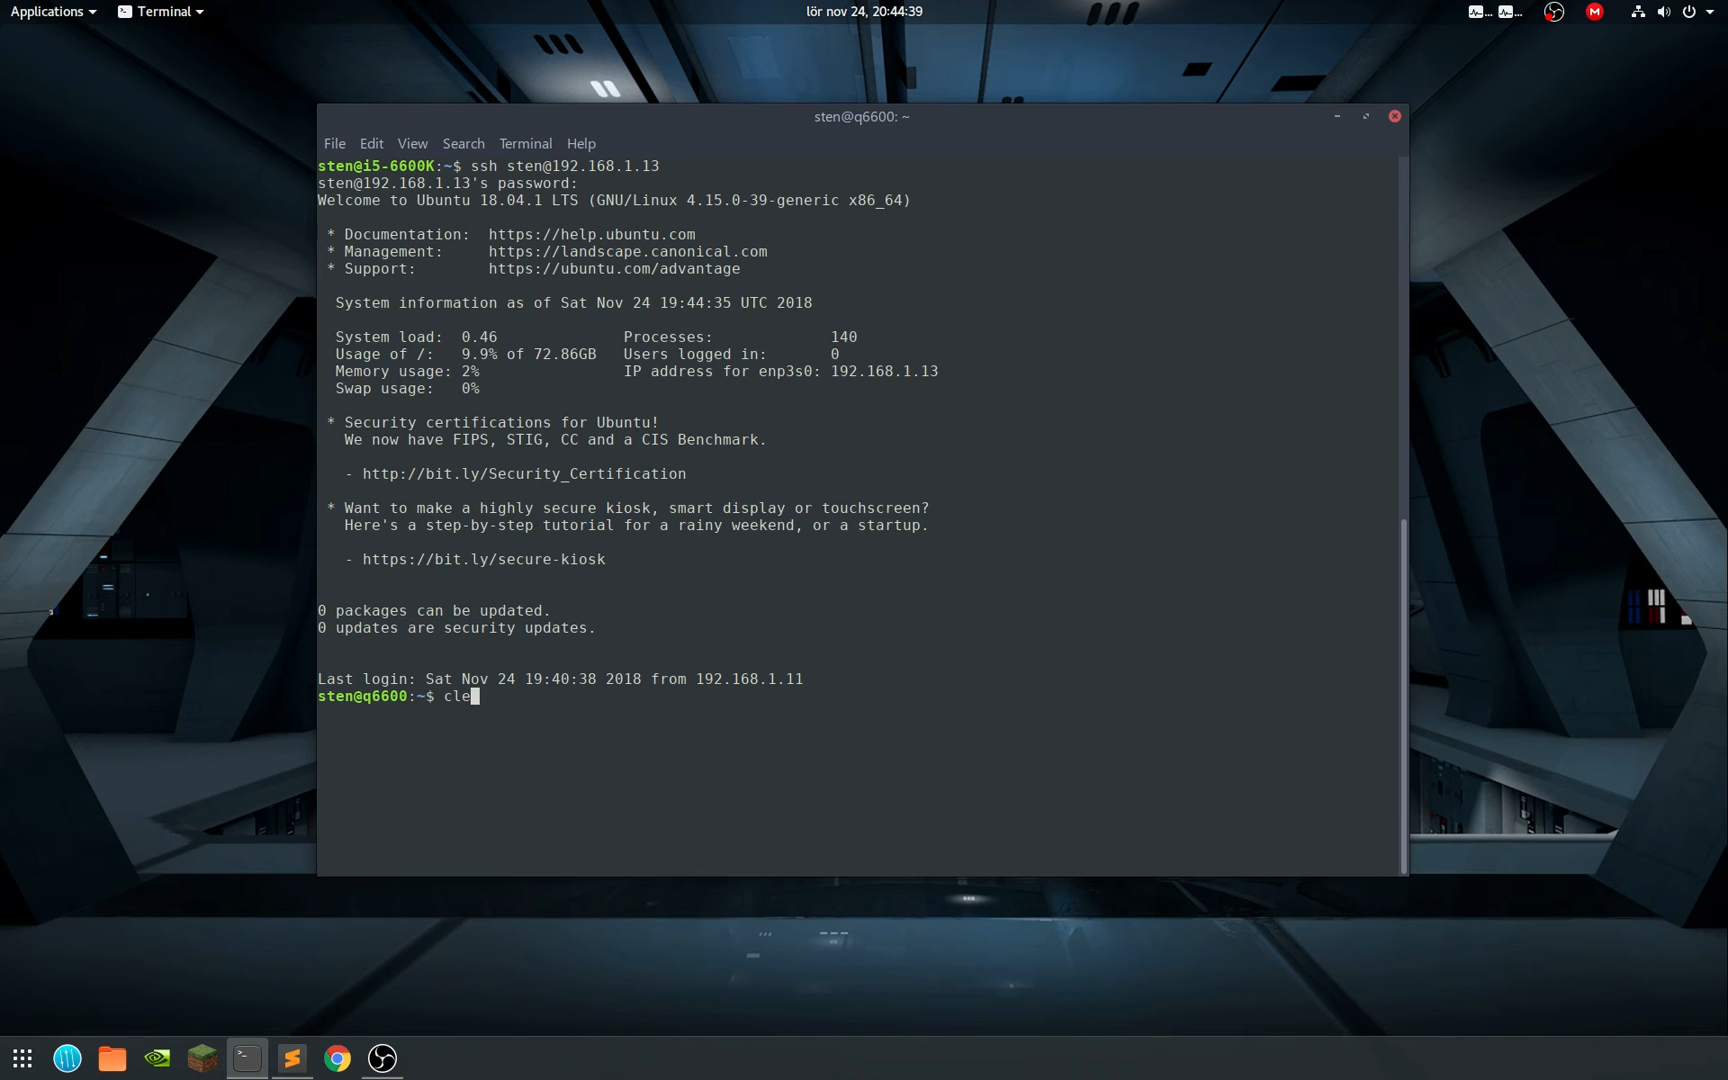 Applications Terminal lör nov 24, 20:44:39
sten@q6600: ~
File Edit View Search Terminal Help
sten@i5-6600K:~$ ssh sten@192.168.1.13
sten@192.168.1.13's password:
Welcome to Ubuntu 18.04.1 LTS (GNU/Linux 4.15.0-39-generic x86_64)
* Documentation:  https://help.ubuntu.com
* Management:     https://landscape.canonical.com
* Support:        https://ubuntu.com/advantage
System information as of Sat Nov 24 19:44:35 UTC 2018
System load:  0.46              Processes:             140
Usage of /:   9.9% of 72.86GB   Users logged in:       0
Memory usage: 2%                IP address for enp3s0: 192.168.1.13
Swap usage:   0%
* Security certifications for Ubuntu!
We now have FIPS, STIG, CC and a CIS Benchmark.
- http://bit.ly/Security_Certification
* Want to make a highly secure kiosk, smart display or touchscreen?
Here's a step-by-step tutorial for a rainy weekend, or a startup.
- https://bit.ly/secure-kiosk
0 packages can be updated.
0 updates are security updates.
Last login: Sat Nov 24 19:40:38 2018 from 192.168.1.11
sten@q6600:~$ cle